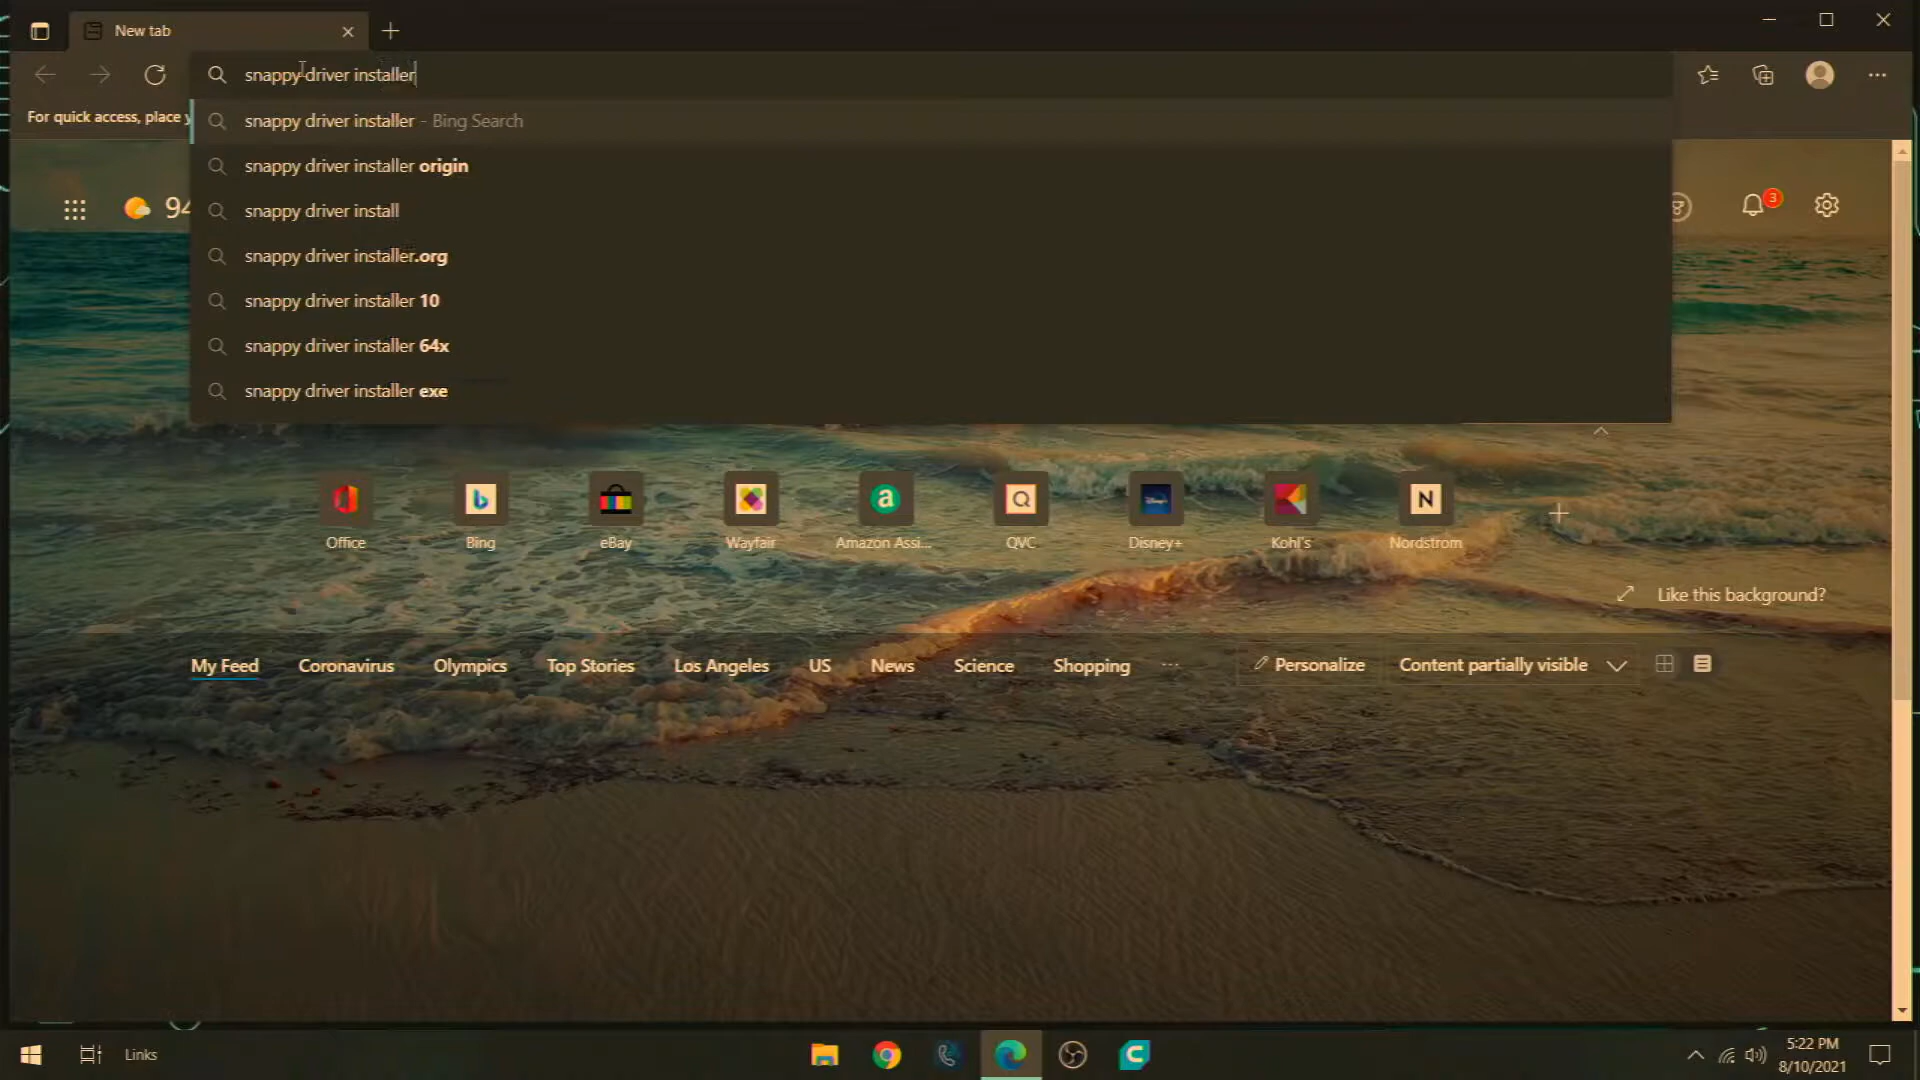 New tab
snappy driver installer
For quick access, place y
snappy driver installer - Bing Search
snappy driver installer origin
snappy driver install
snappy driver installer.org
snappy driver installer 10
snappy driver installer 64x
snappy driver installer exe
94
3
Office
Bing
eBay
Wayfair
Amazon Assi...
QVC
Disney+
Kohl's
Nordstrom
Like this background?
My Feed
Coronavirus
Olympics
Top Stories
Los Angeles
US
News
Science
Shopping
...
Personalize
Content partially visible
Links
5:22 PM
8/10/2021